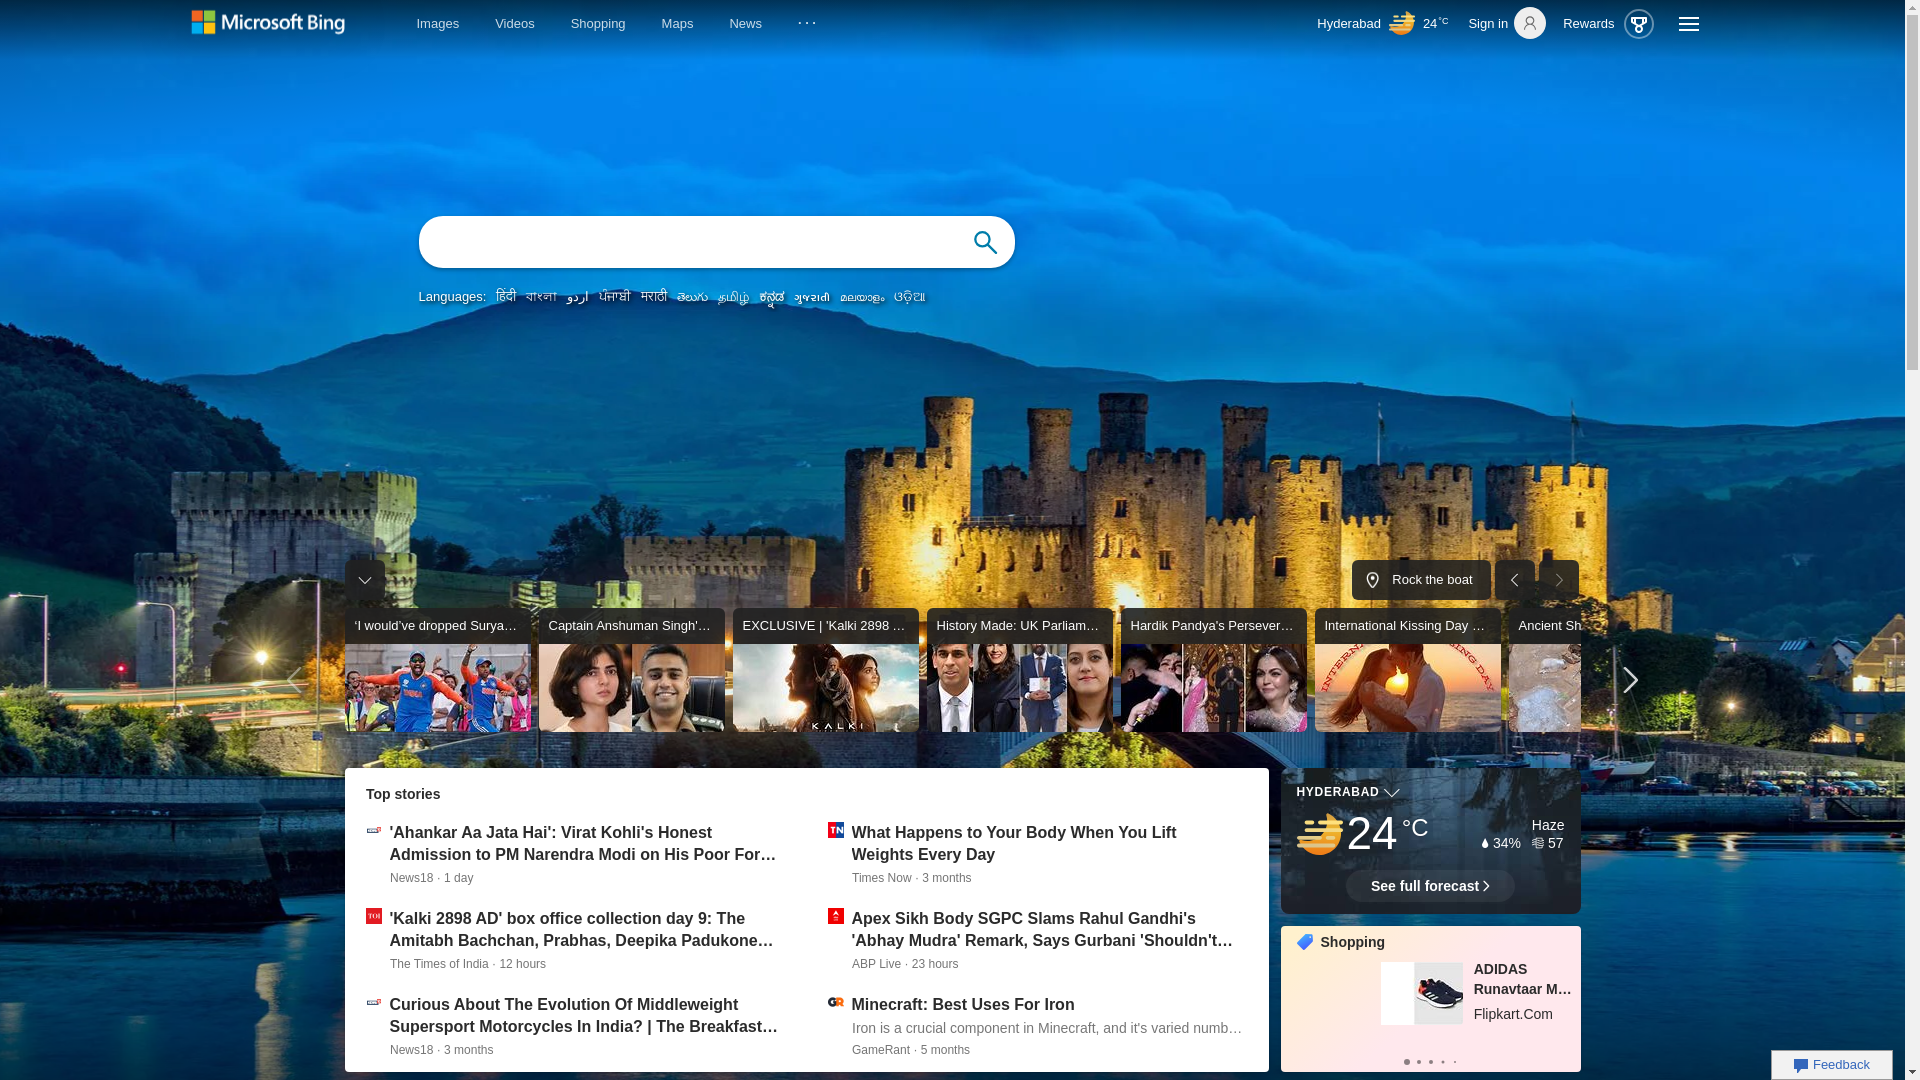 Microsoft Bing
Images
Videos
Shopping
Maps
News
Hyderabad
24°C
Sign in
Rewards
Languages: हिंदी বাংলা اردو ਪੰਜਾਬੀ मराठी తెలుగు தமிழ் ಕನ್ನಡ ગુજરાતી മലയാളം ଓଡ଼ିଆ
Rock the boat
‘I would've dropped Surya…
Captain Anshuman Singh'…
EXCLUSIVE | 'Kalki 2898 …
History Made: UK Parliam…
Hardik Pandya's Persever…
International Kissing Day …
Ancient Sh
KALKI
Top stories
'Ahankar Aa Jata Hai': Virat Kohli's Honest
Admission to PM Narendra Modi on His Poor For…
News18 · 1 day
What Happens to Your Body When You Lift
Weights Every Day
Times Now · 3 months
'Kalki 2898 AD' box office collection day 9: The
Amitabh Bachchan, Prabhas, Deepika Padukone…
The Times of India · 12 hours
Apex Sikh Body SGPC Slams Rahul Gandhi's
'Abhay Mudra' Remark, Says Gurbani 'Shouldn't…
ABP Live · 23 hours
Curious About The Evolution Of Middleweight
Supersport Motorcycles In India? | The Breakfast…
News18 · 3 months
Minecraft: Best Uses For Iron
Iron is a crucial component in Minecraft, and it's varied numb…
GameRant · 5 months
HYDERABAD
24 °C
Haze
34%
57
See full forecast
Shopping
ADIDAS
Runavtaar M…
Flipkart.Com
Feedback